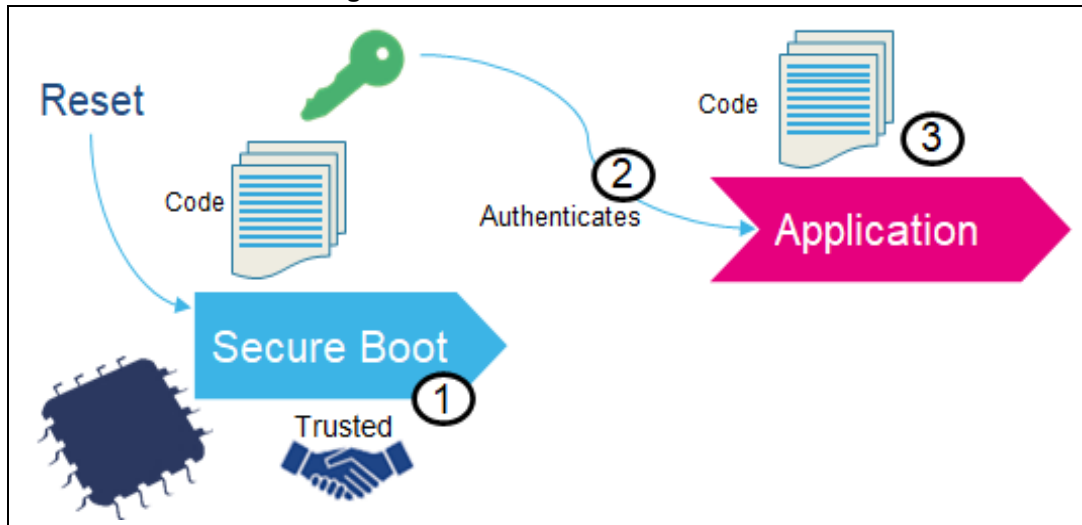 Reset
Code
Secure Boot
1
Trusted
2
Authenticates
Code
3
Application